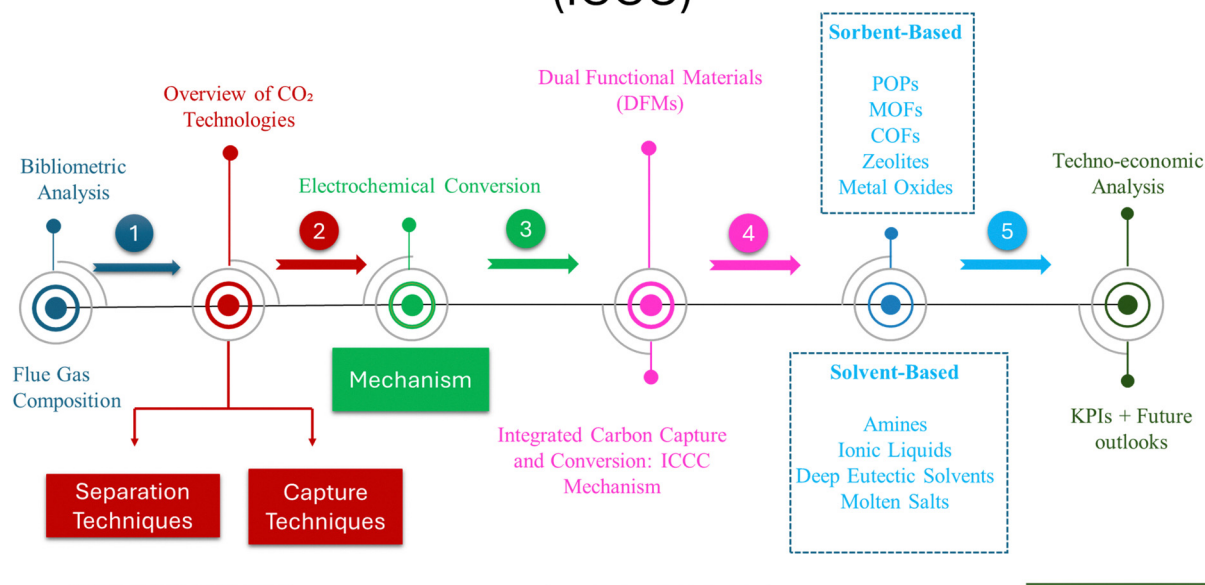 Overview of CO₂
Technologies
Bibliometric
Analysis
Electrochemical Conversion
Dual Functional Materials
(DFMs)
Sorbent-Based
POPs
MOFs
COFs
Zeolites
Metal Oxides
Techno-economic
Analysis
1
2
3
4
5
Flue Gas
Composition
Separation
Techniques
Capture
Techniques
Mechanism
Integrated Carbon Capture
and Conversion: ICCC
Mechanism
Solvent-Based
Amines
Ionic Liquids
Deep Eutectic Solvents
Molten Salts
KPIs + Future
outlooks